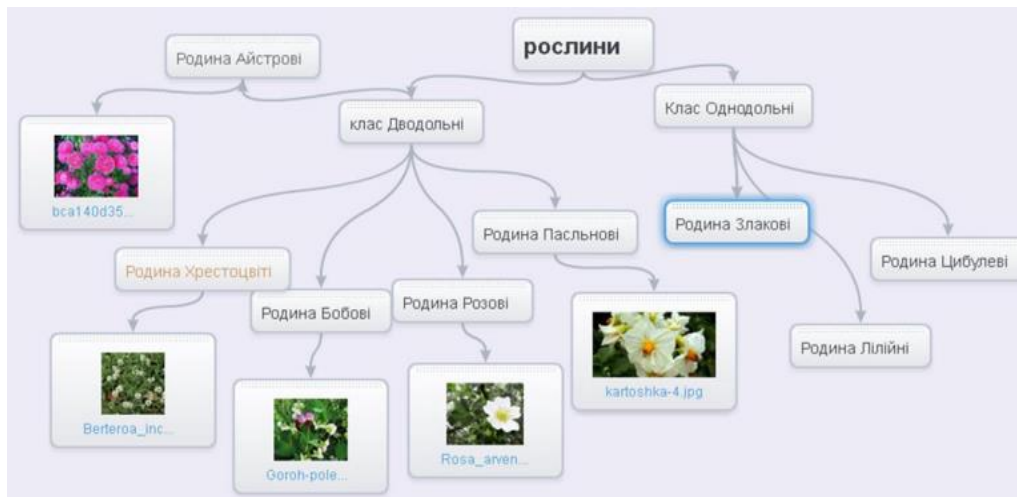 рослини
Родина Айстрові
клас Дводольні
Клас Однодольні
bca140d35...
Родина Хрестоцвіті
Родина Бобові
Родина Розові
Родина Пасльнові
Родина Злакові
Родина Цибулеві
Родина Лілійні
Berteroa_inc...
Goroh-pole...
Rosa_arven...
kartoshka-4.jpg